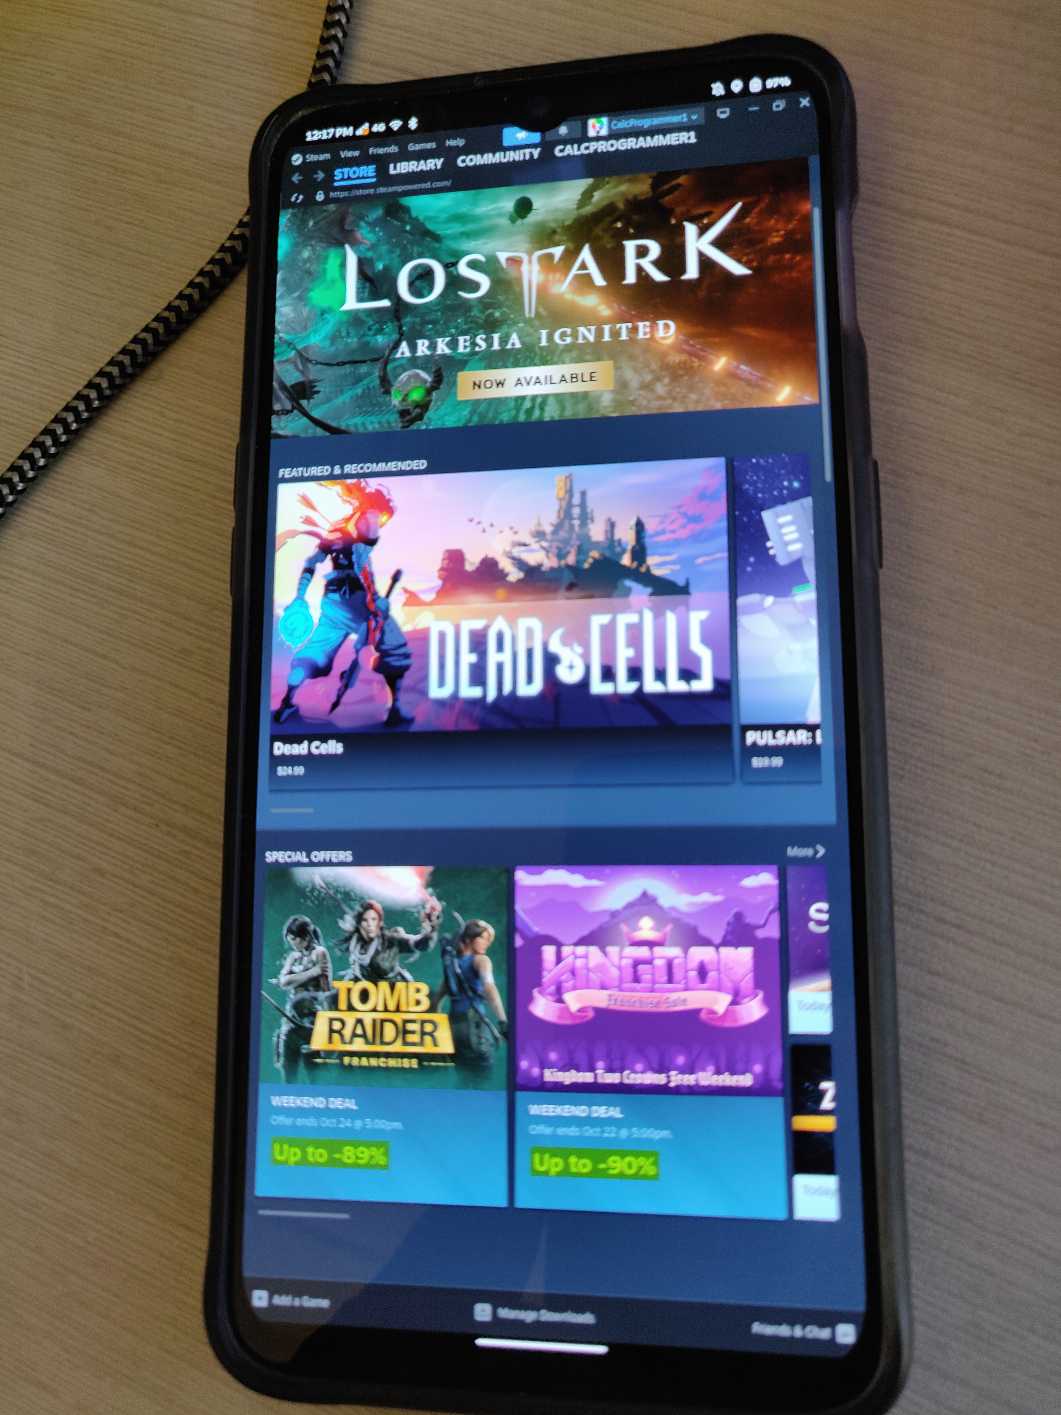 12:17 PM 4G 97%
Steam View Friends Games Help CalcProgrammer1
STORE LIBRARY COMMUNITY CALCPROGRAMMER1
https://store.steampowered.com/
LOST ARK
ARKESIA IGNITED
NOW AVAILABLE
FEATURED & RECOMMENDED
DEAD CELLS
Dead Cells
$24.99
PULSAR:
$19.99
SPECIAL OFFERS
More
TOMB
RAIDER
FRANCHISE
WEEKEND DEAL
Offer ends Oct 24 @ 5:00pm.
Up to -89%
KINGDOM
Franchise Sale
Kingdom Two Crowns Free Weekend
WEEKEND DEAL
Offer ends Oct 22 @ 5:00pm.
Up to -90%
S
Today
2
Today
Add a Game
Manage Downloads
Friends & Chat